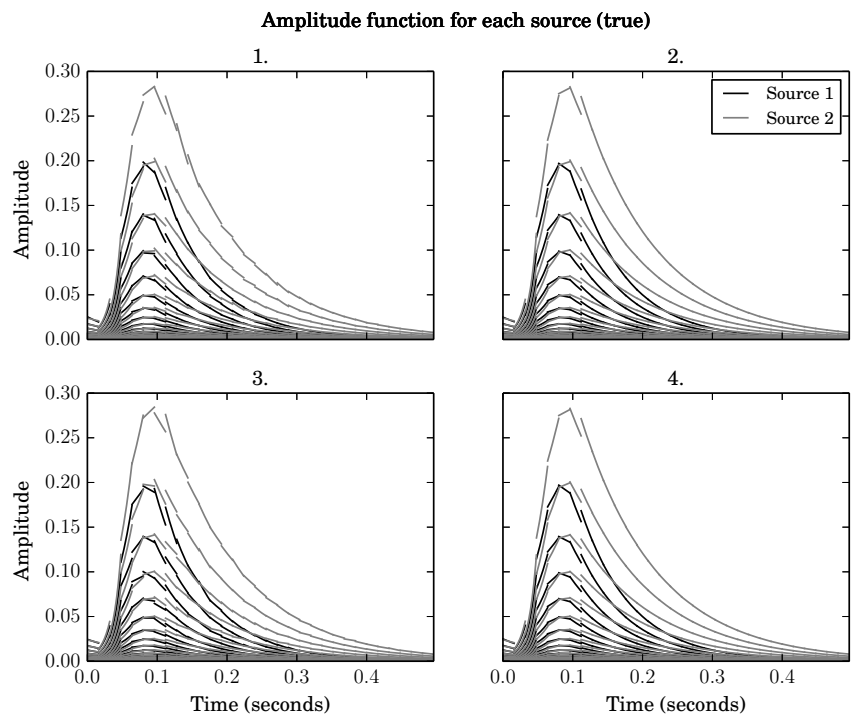 Amplitude function for each source (true)
1.
2.
0.30
0.25
0.20
0.15
0.10
0.05
0.00
Amplitude
Source 1
Source 2
3.
4.
0.30
0.25
0.20
0.15
0.10
0.05
0.00
Amplitude
0.0 0.1 0.2 0.3 0.4
0.0 0.1 0.2 0.3 0.4
Time (seconds)
Time (seconds)